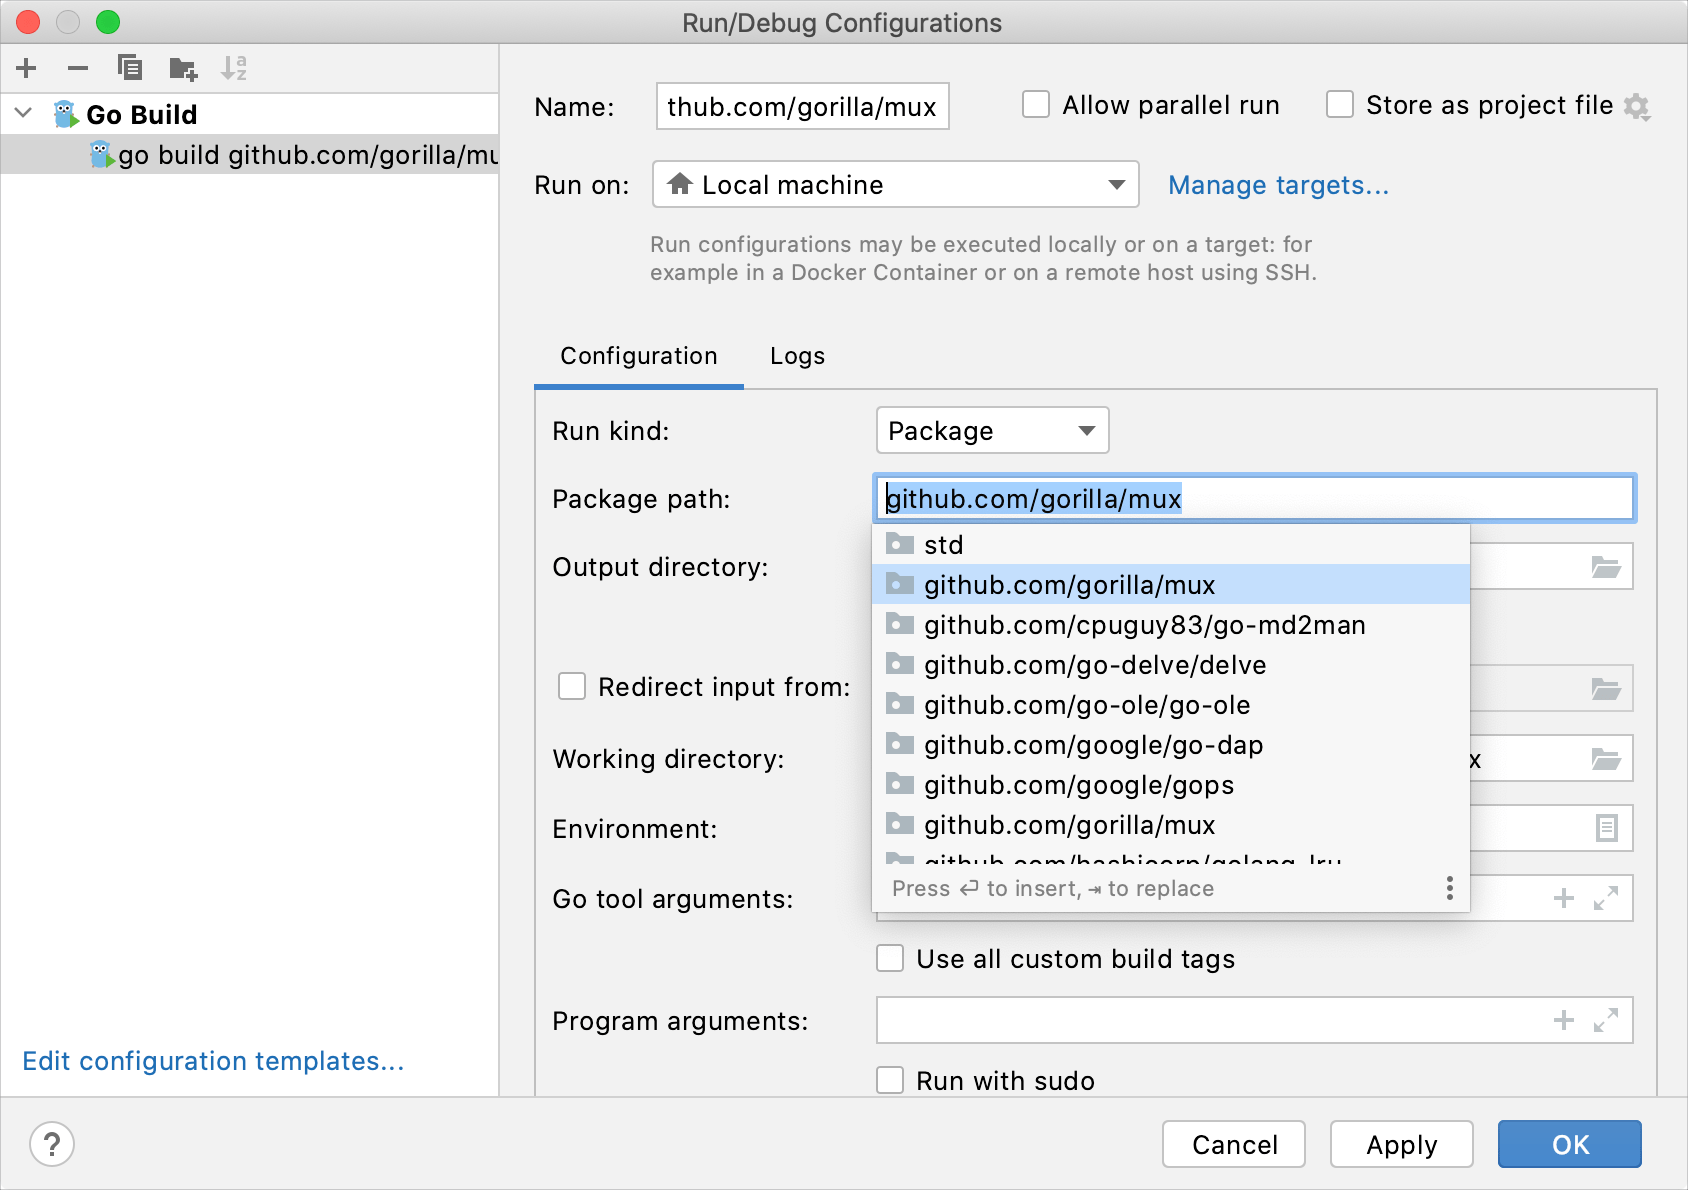 Run/Debug Configurations
Go Build
go build github.com/gorilla/mu
Edit configuration templates...
Name: thub.com/gorilla/mux
Allow parallel run
Store as project file
Run on: Local machine
Manage targets...
Run configurations may be executed locally or on a target: for
example in a Docker Container or on a remote host using SSH.
Configuration
Logs
Run kind: Package
Package path: github.com/gorilla/mux
std
github.com/gorilla/mux
github.com/cpuguy83/go-md2man
github.com/go-delve/delve
github.com/go-ole/go-ole
github.com/google/go-dap
github.com/google/gops
github.com/gorilla/mux
github.com/hashicorp/golang-lru
Press ⏎ to insert, ⇥ to replace
Output directory:
Redirect input from:
Working directory: x
Environment:
Go tool arguments:
Use all custom build tags
Program arguments:
Run with sudo
?
Cancel
Apply
OK